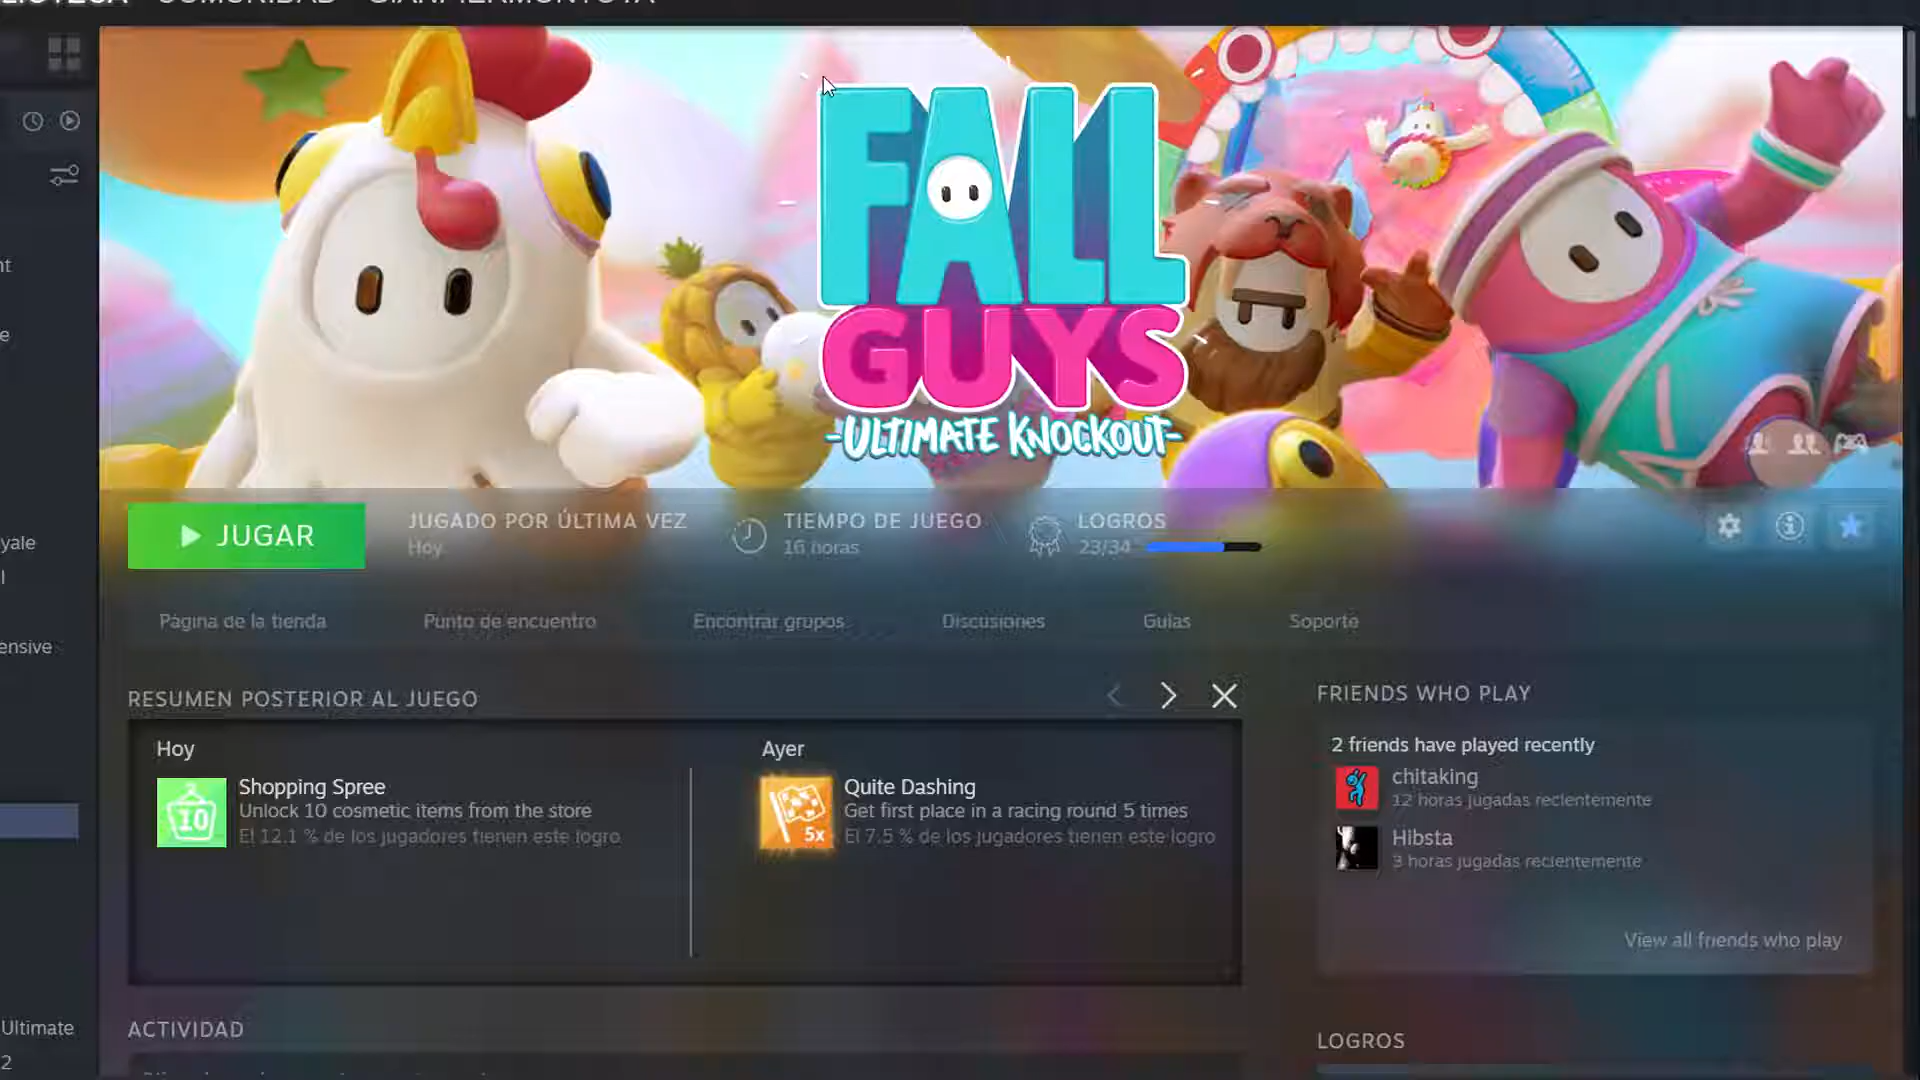 COMUNIDAD
FALL
GUYS
-ULTIMATE KNOCKOUT-
JUGAR
JUGADO POR ÚLTIMA VEZ
Hoy
TIEMPO DE JUEGO
16 horas
LOGROS
23/34
Página de la tienda
Punto de encuentro
Encontrar grupos
Discusiones
Guías
Soporte
nt
e
yale
l
ensive
Ultimate
2
RESUMEN POSTERIOR AL JUEGO
Hoy
Shopping Spree
10
Unlock 10 cosmetic items from the store
El 12.1 % de los jugadores tienen este logro
Ayer
Quite Dashing
5x
Get first place in a racing round 5 times
El 7.5 % de los jugadores tienen este logro
FRIENDS WHO PLAY
2 friends have played recently
chitaking
12 horas jugadas recientemente
Hibsta
3 horas jugadas recientemente
View all friends who play
ACTIVIDAD
LOGROS